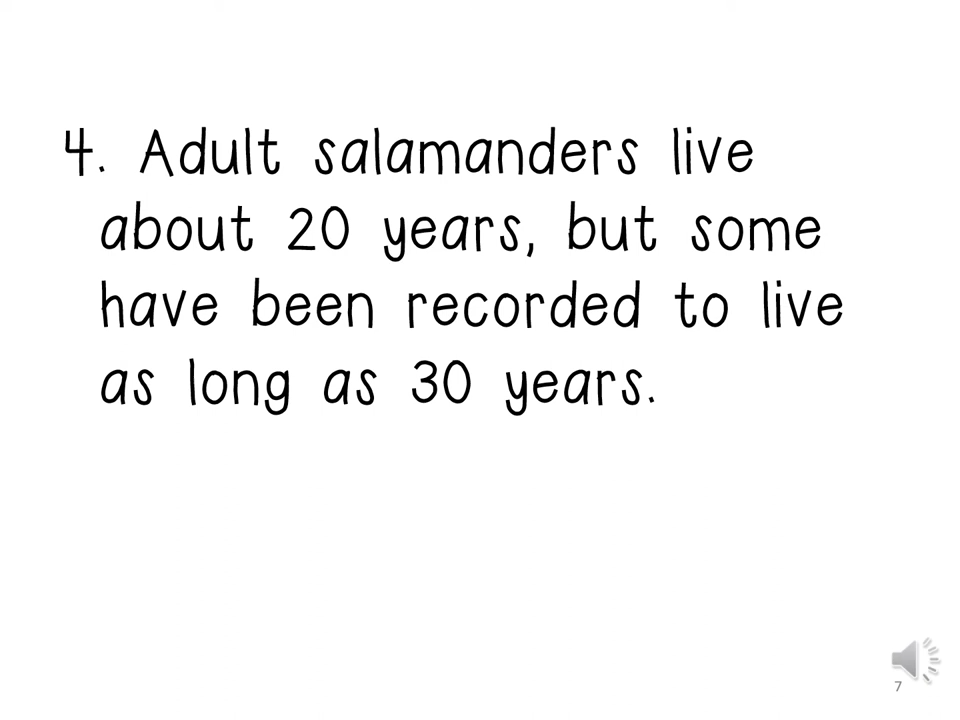 4. Adult salamanders live
about 20 years, but some
have been recorded to live
as long as 30 years.
7